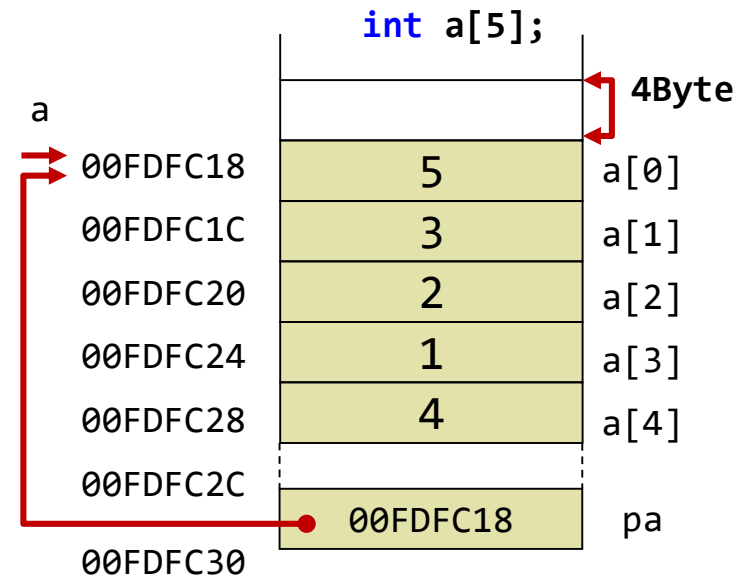 int a[5];
4Byte
a
00FDFC18 5 a[0]
00FDFC1C 3 a[1]
00FDFC20 2 a[2]
00FDFC24 1 a[3]
00FDFC28 4 a[4]
00FDFC2C
00FDFC18 pa
00FDFC30